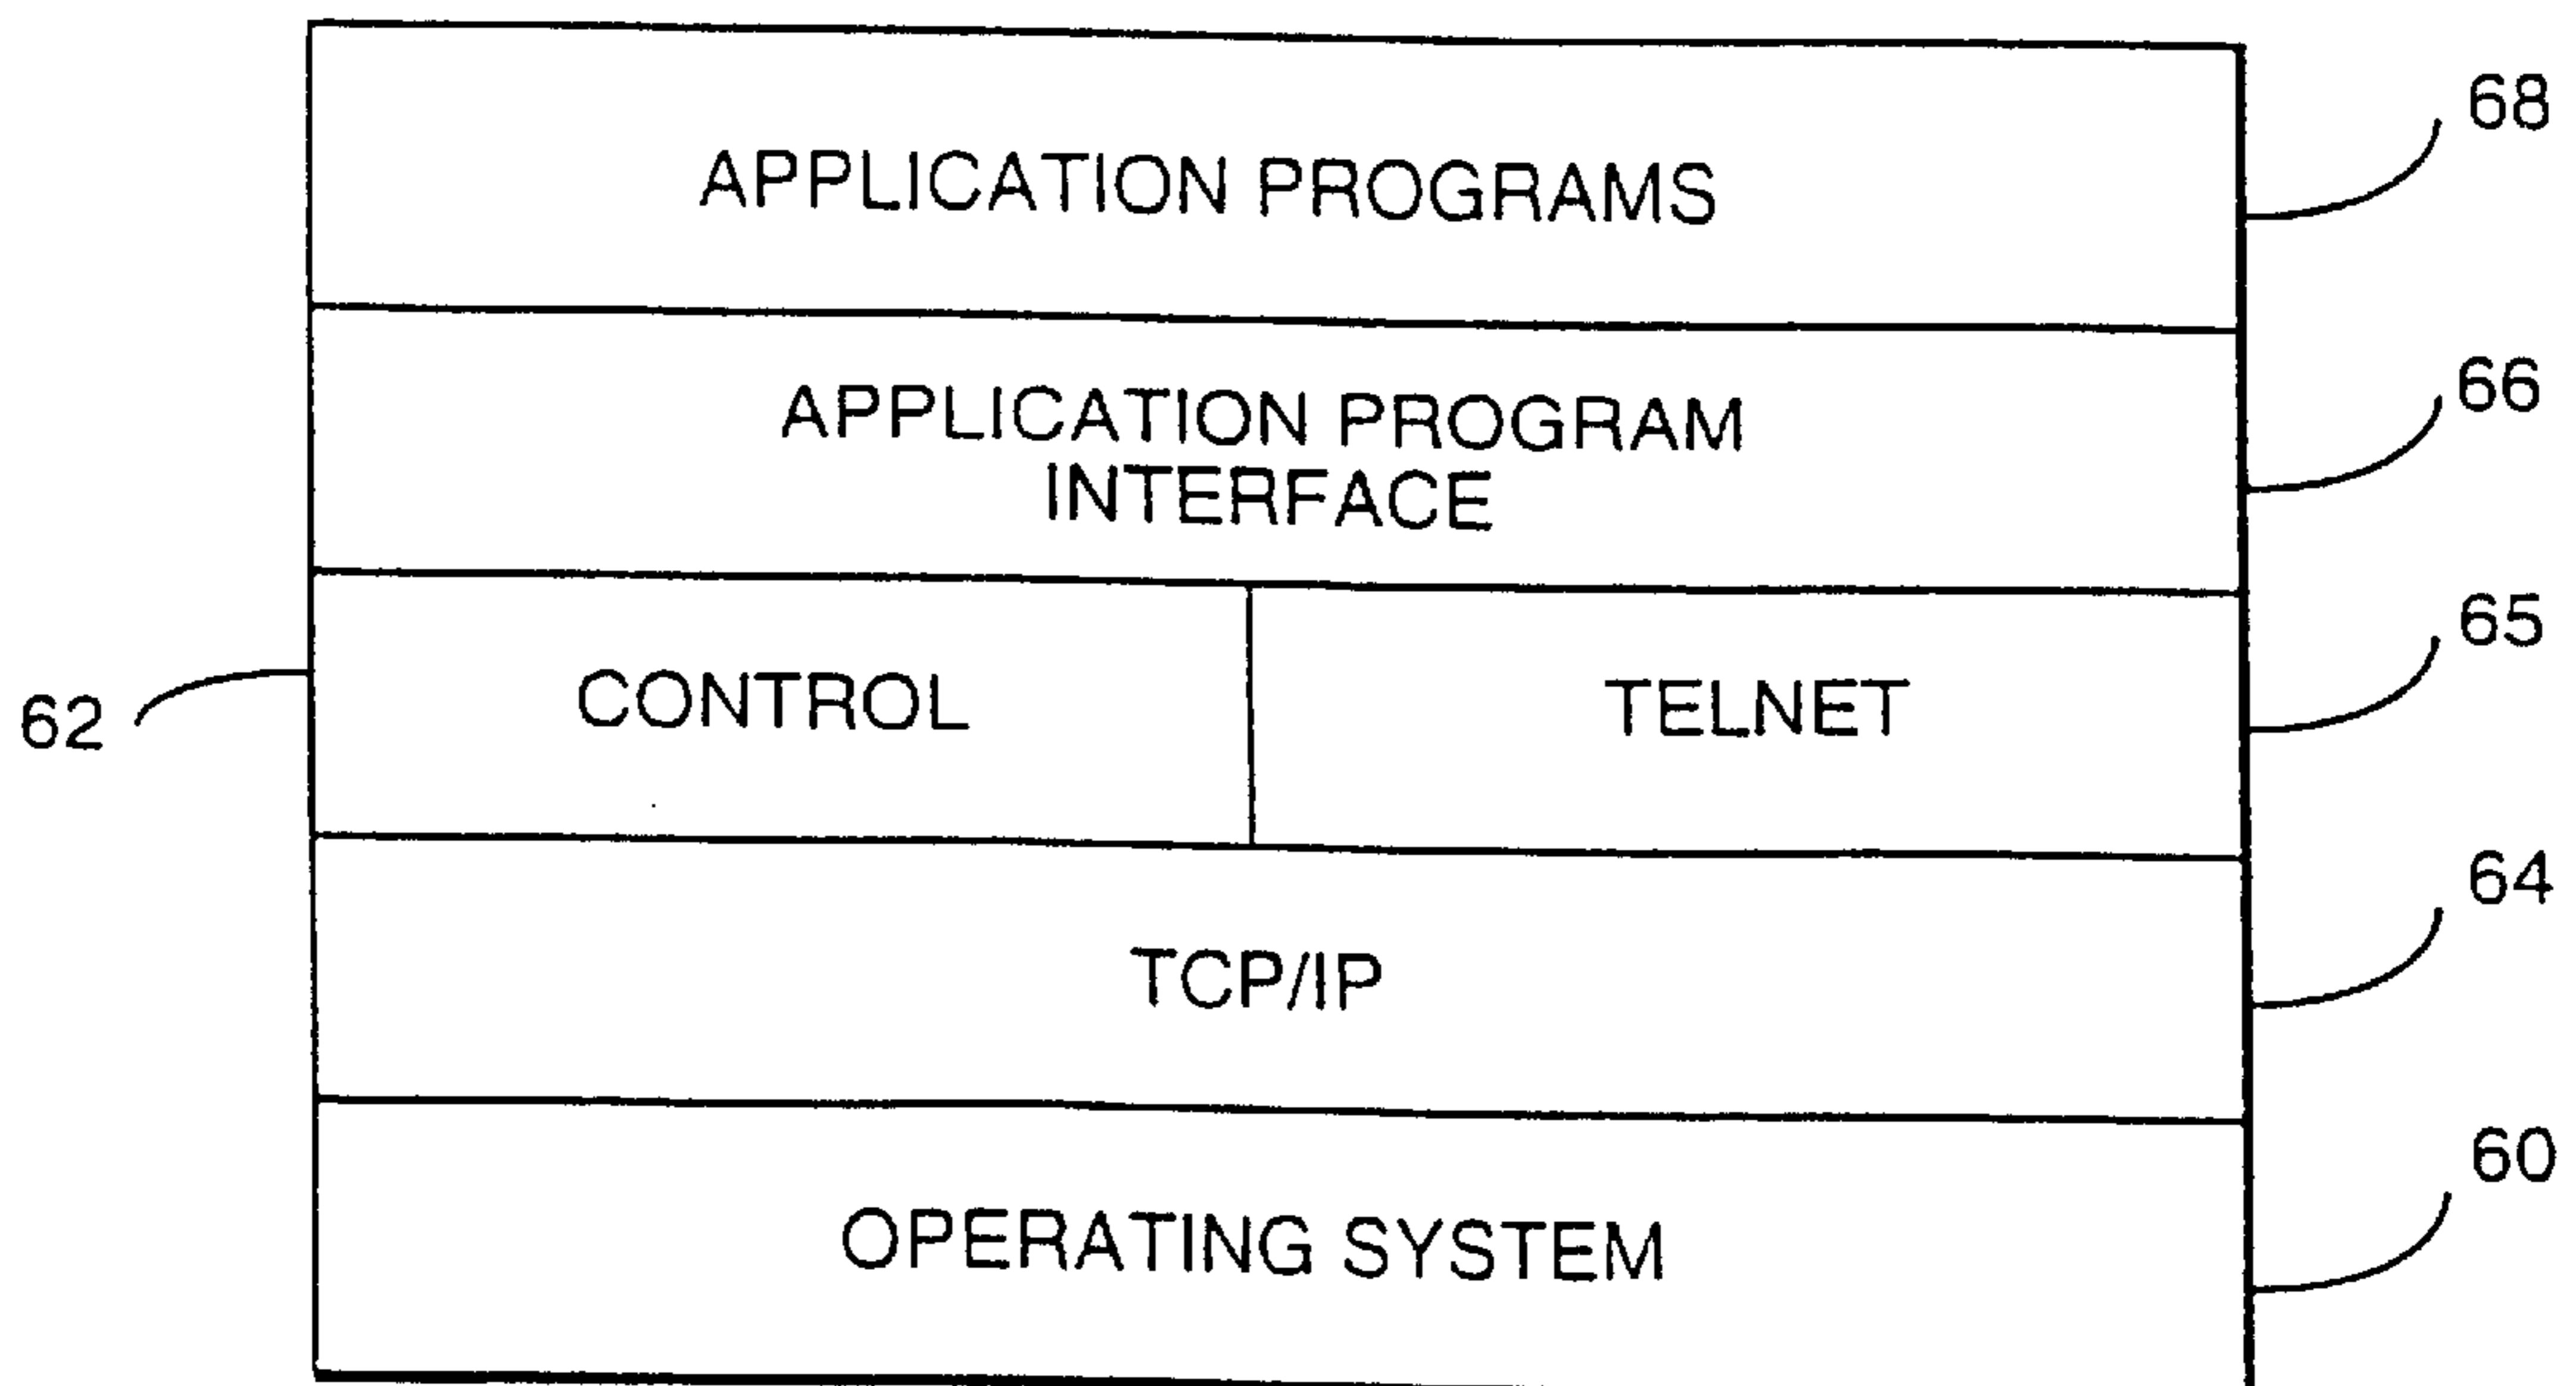 APPLICATION PROGRAMS
68
APPLICATION PROGRAM
INTERFACE
66
62
CONTROL
TELNET
65
TCP/IP
64
OPERATING SYSTEM
60